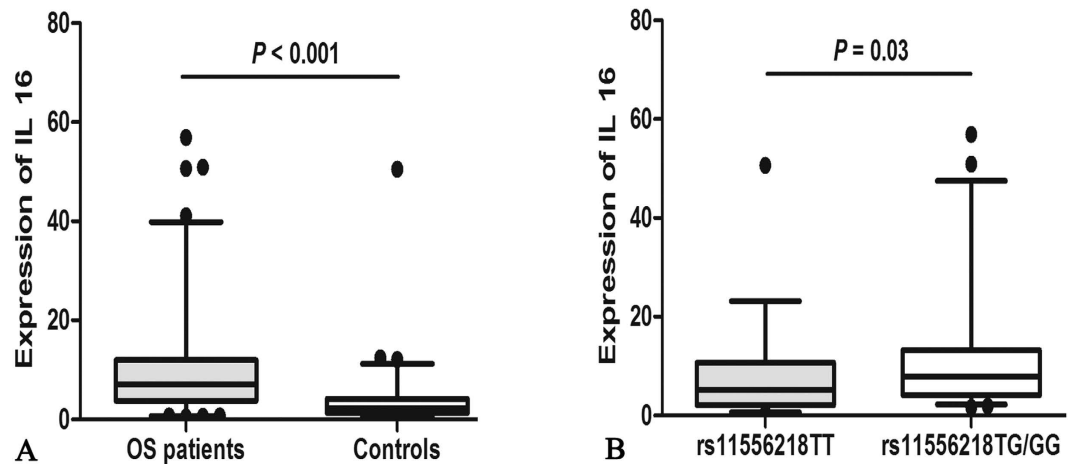 80
60
40
20
0
Expression of IL 16
P < 0.001
OS patients
Controls
A
80
60
40
20
0
Expression of IL 16
P = 0.03
rs11556218TT
rs11556218TG/GG
B